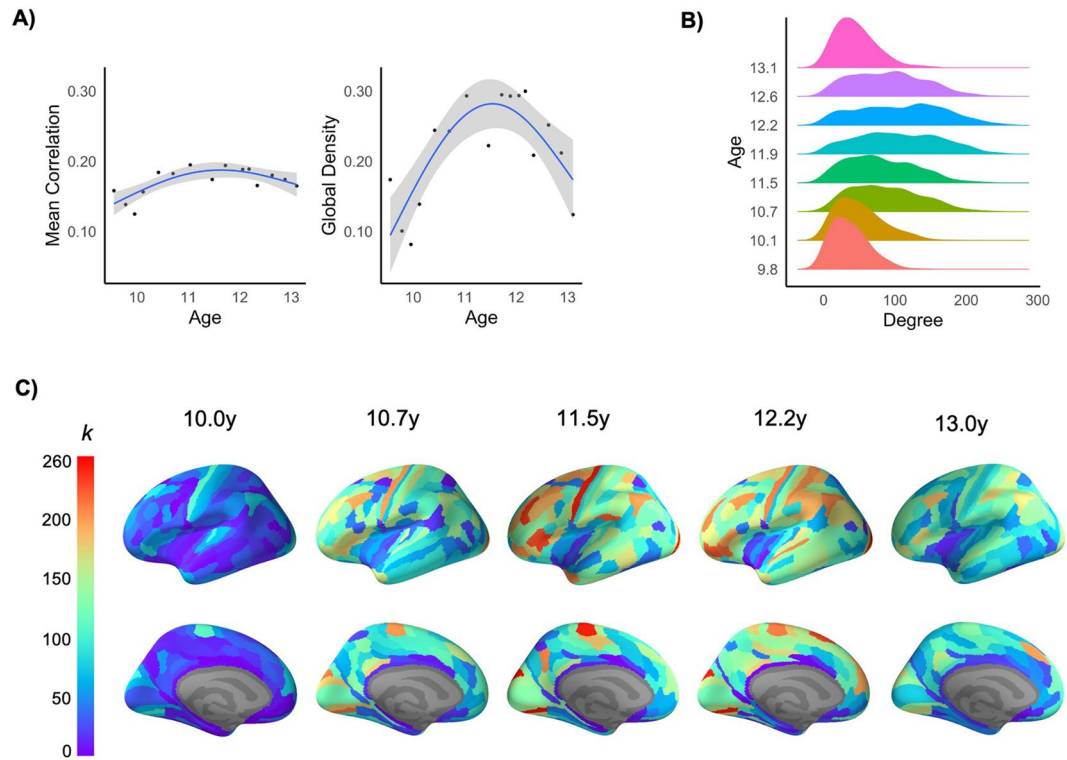 A)
B)
0.30
0.20
0.10
Mean Correlation
10
11
12
13
Age
0.30
0.20
0.10
Global Density
10
11
12
13
Age
13.1
12.6
12.2
11.9
11.5
10.7
10.1
9.8
Age
0
100
200
300
Degree
C)
10.0y
10.7y
11.5y
12.2y
13.0y
k
260
200
150
100
50
0